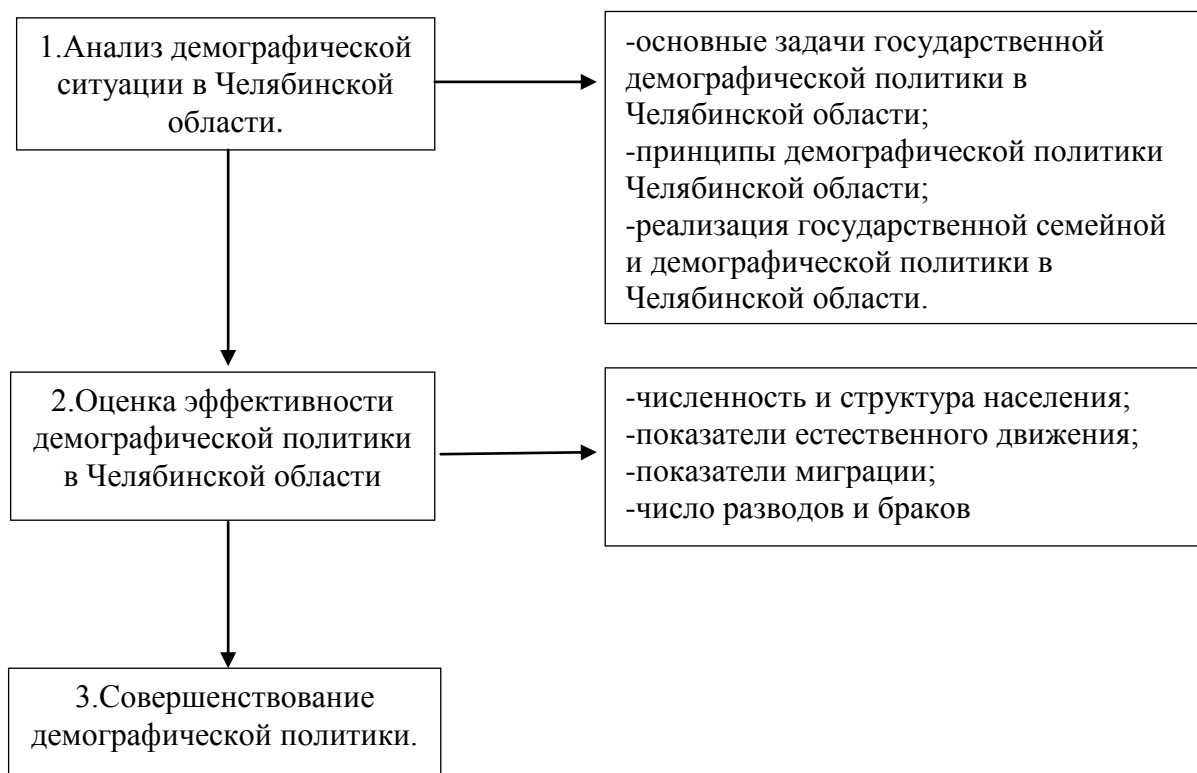 1.Анализ демографической
ситуации в Челябинской
области.
-основные задачи государственной
демографической политики в
Челябинской области;
-принципы демографической политики
Челябинской области;
-реализация государственной семейной
и демографической политики в
Челябинской области.
2.Оценка эффективности
демографической политики
в Челябинской области
-численность и структура населения;
-показатели естественного движения;
-показатели миграции;
-число разводов и браков
3.Совершенствование
демографической политики.